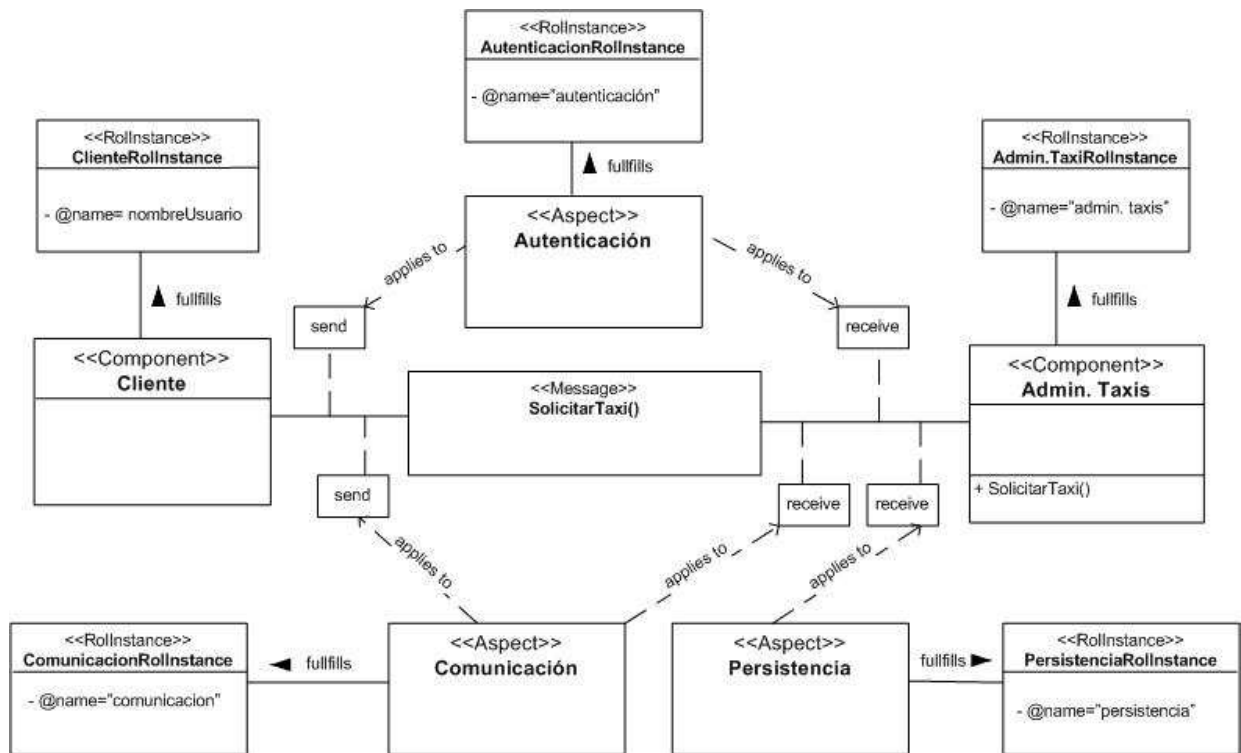 <<RolInstance>>
AutenticacionRolInstance
- @name="autenticación"
fullfills
<<RolInstance>>
ClienteRolInstance
- @name= nombreUsuario
fullfills
<<RolInstance>>
Admin.TaxiRolInstance
- @name="admin. taxis"
fullfills
<<Aspect>>
Autenticación
applies to
applies to
send
receive
<<Component>>
Cliente
<<Message>>
SolicitarTaxi()
<<Component>>
Admin. Taxis
+ SolicitarTaxi()
send
receive
receive
applies to
applies to
applies to
<<RolInstance>>
ComunicacionRolInstance
- @name="comunicacion"
fullfills
<<Aspect>>
Comunicación
<<Aspect>>
Persistencia
fullfills
<<RolInstance>>
PersistenciaRolInstance
- @name="persistencia"